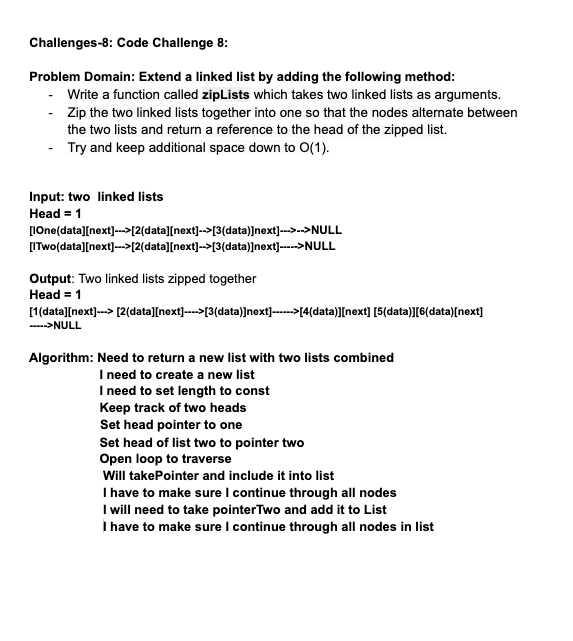 Challenges-8: Code Challenge 8:
Problem Domain: Extend a linked list by adding the following method:
- Write a function called zipLists which takes two linked lists as arguments.
- Zip the two linked lists together into one so that the nodes alternate between
the two lists and return a reference to the head of the zipped list.
- Try and keep additional space down to O(1).
Input: two  linked lists
Head = 1
[lOne(data][next]--->[2(data][next]-->[3(data)]next]--->-->NULL
[lTwo(data][next]--->[2(data][next]-->[3(data)]next]----->NULL
Output: Two linked lists zipped together
Head = 1
[1(data][next]---> [2(data][next]---->[3(data)]next]------>[4(data)][next] [5(data)][6(data)[next]
----->NULL
Algorithm: Need to return a new list with two lists combined
I need to create a new list
I need to set length to const
Keep track of two heads
Set head pointer to one
Set head of list two to pointer two
Open loop to traverse
Will takePointer and include it into list
I have to make sure I continue through all nodes
I will need to take pointerTwo and add it to List
I have to make sure I continue through all nodes in list